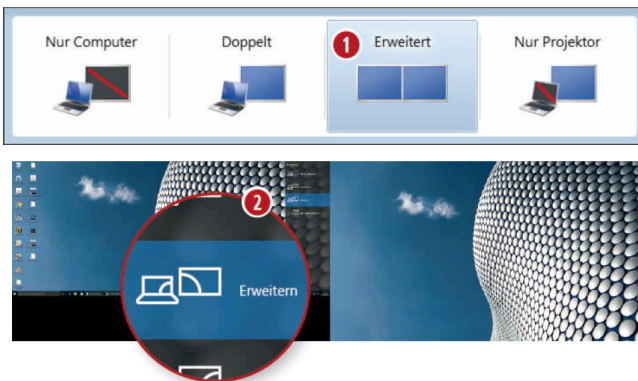 Nur Computer
Doppelt
1
Erweitert
Nur Projektor
2
Erweitern